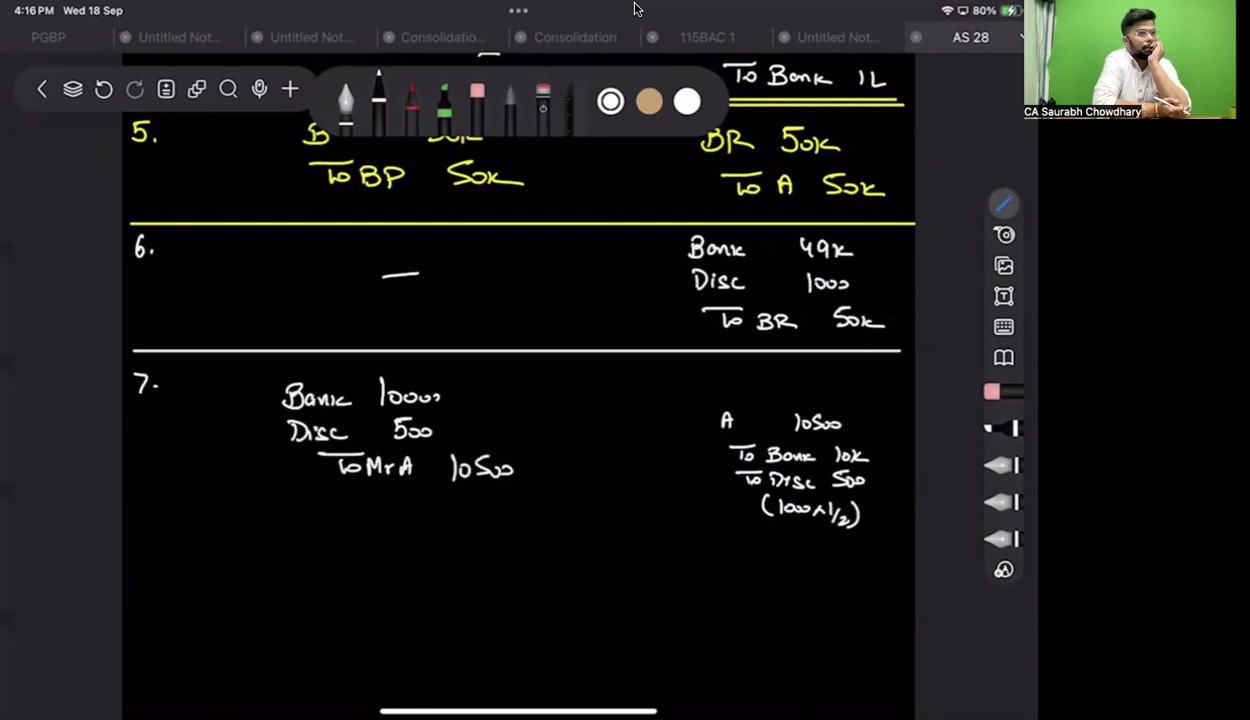 4:16 PM Wed 18 Sep
80%
PGBP
Untitled Not...
Untitled Not...
Consolidatio...
Consolidation
115BAC 1
Untitled Not...
AS 28
CA Saurabh Chowdhary
To Bank 1L
5.
BR 50K
To BP 50K
To A 50K
6.
Bank 49K
—
Disc 1000
To BR 50K
7.
Bank 10000
Disc 500
To Mr A 10500
A 10500
To Bank 10K
To Disc 500
(1000 x 1/2)